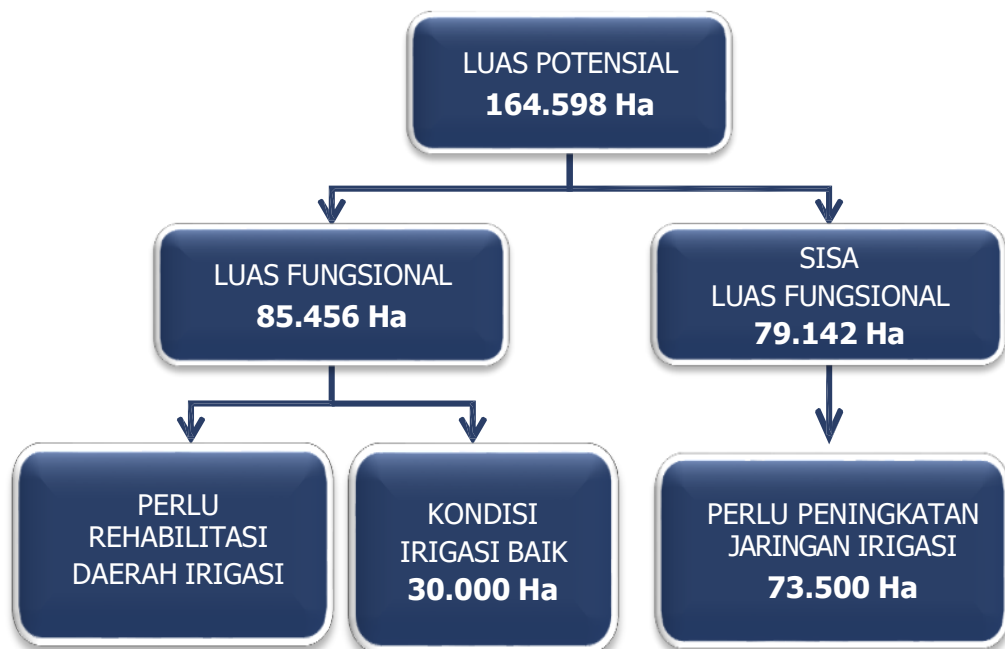 LUAS POTENSIAL
164.598 Ha
LUAS FUNGSIONAL
85.456 Ha
SISA
LUAS FUNGSIONAL
79.142 Ha
PERLU
REHABILITASI
DAERAH IRIGASI
KONDISI
IRIGASI BAIK
30.000 Ha
PERLU PENINGKATAN
JARINGAN IRIGASI
73.500 Ha